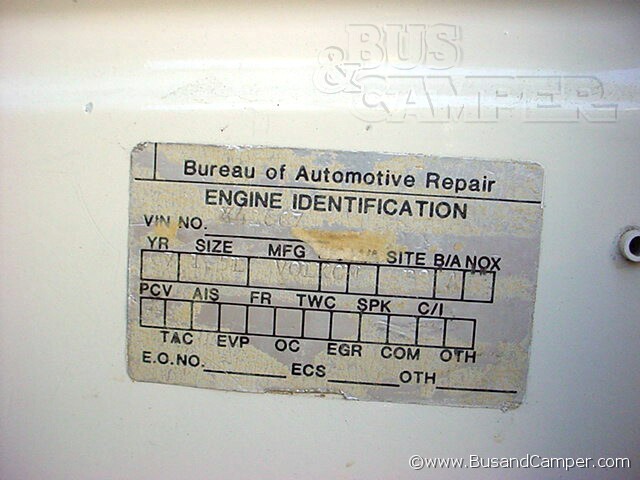 BUS
& CAMPER
Bureau of Automotive Repair
ENGINE IDENTIFICATION
VIN NO.
YR SIZE MFG SITE B/A NOX
PCV AIS FR TWC SPK C/I
TAC EVP OC EGR COM OTH
E.O.NO. ECS OTH
©www.BusandCamper.com